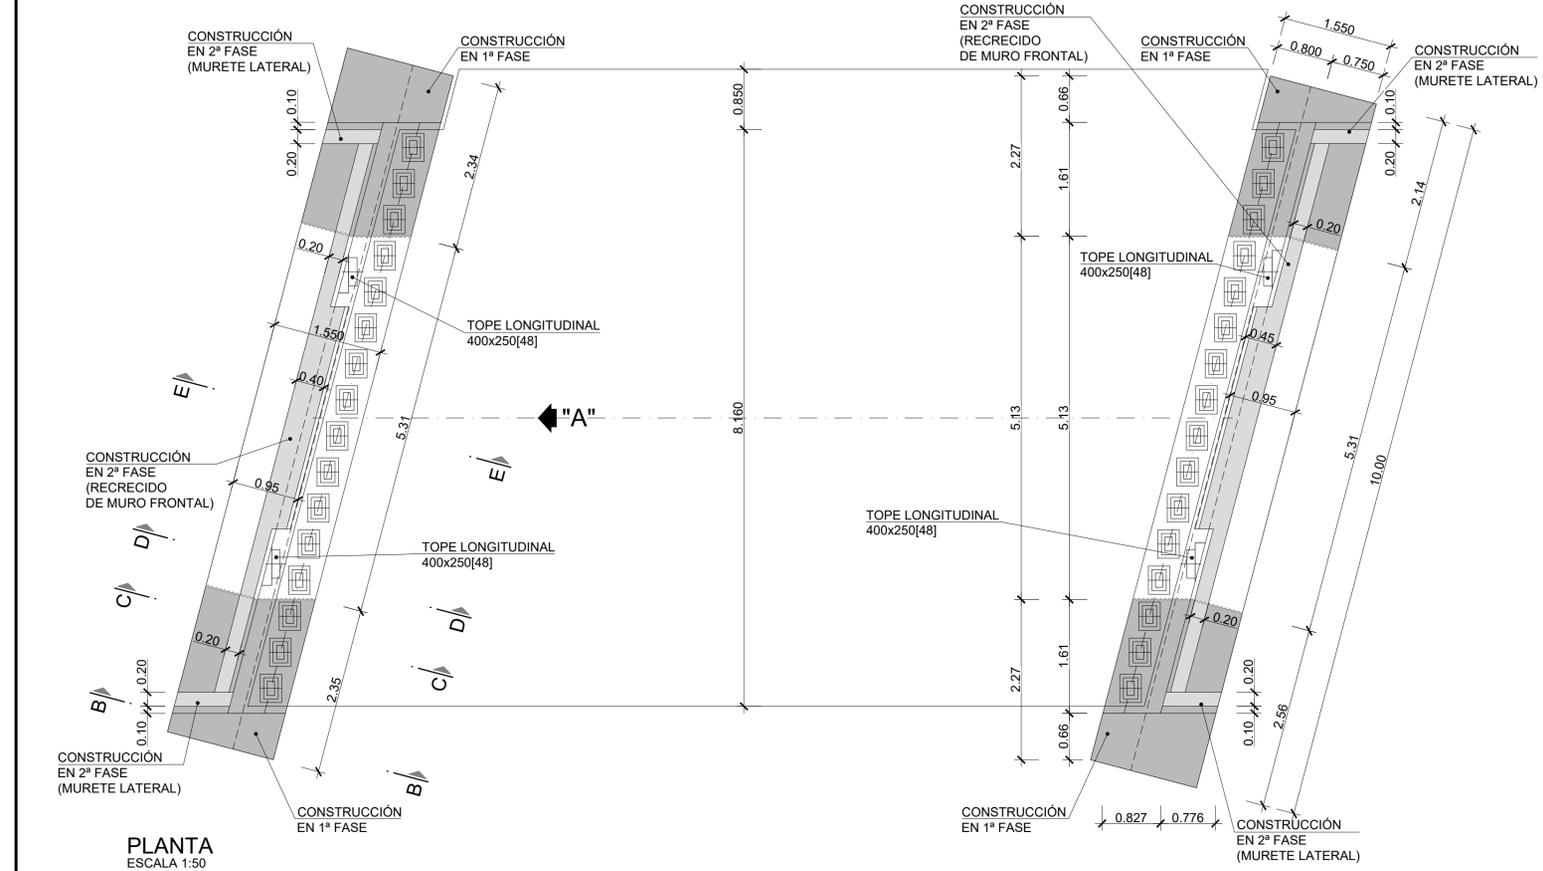 CONSTRUCCIÓN
EN 2ª FASE
(MURETE LATERAL)
CONSTRUCCIÓN
EN 1ª FASE
CONSTRUCCIÓN
EN 2ª FASE
(RECRECIDO
DE MURO FRONTAL)
CONSTRUCCIÓN
EN 1ª FASE
1.550
0.800
0.750
CONSTRUCCIÓN
EN 2ª FASE
(MURETE LATERAL)
0.10
0.20
2.34
0.850
2.27
0.66
1.61
0.10
0.20
2.14
0.20
0.20
TOPE LONGITUDINAL
400x250[48]
TOPE LONGITUDINAL
400x250[48]
1.550
0.40
0.45
0.95
E
"A"
8.160
5.13
5.13
5.31
5.31
10.00
CONSTRUCCIÓN
EN 2ª FASE
(RECRECIDO
DE MURO FRONTAL)
E
0.95
D
TOPE LONGITUDINAL
400x250[48]
TOPE LONGITUDINAL
400x250[48]
C
D
0.20
0.20
C
B
0.20
0.10
2.35
2.27
1.61
0.66
0.20
0.10
2.56
CONSTRUCCIÓN
EN 2ª FASE
(MURETE LATERAL)
B
CONSTRUCCIÓN
EN 1ª FASE
CONSTRUCCIÓN
EN 1ª FASE
0.827
0.776
CONSTRUCCIÓN
EN 2ª FASE
(MURETE LATERAL)
PLANTA
ESCALA 1:50